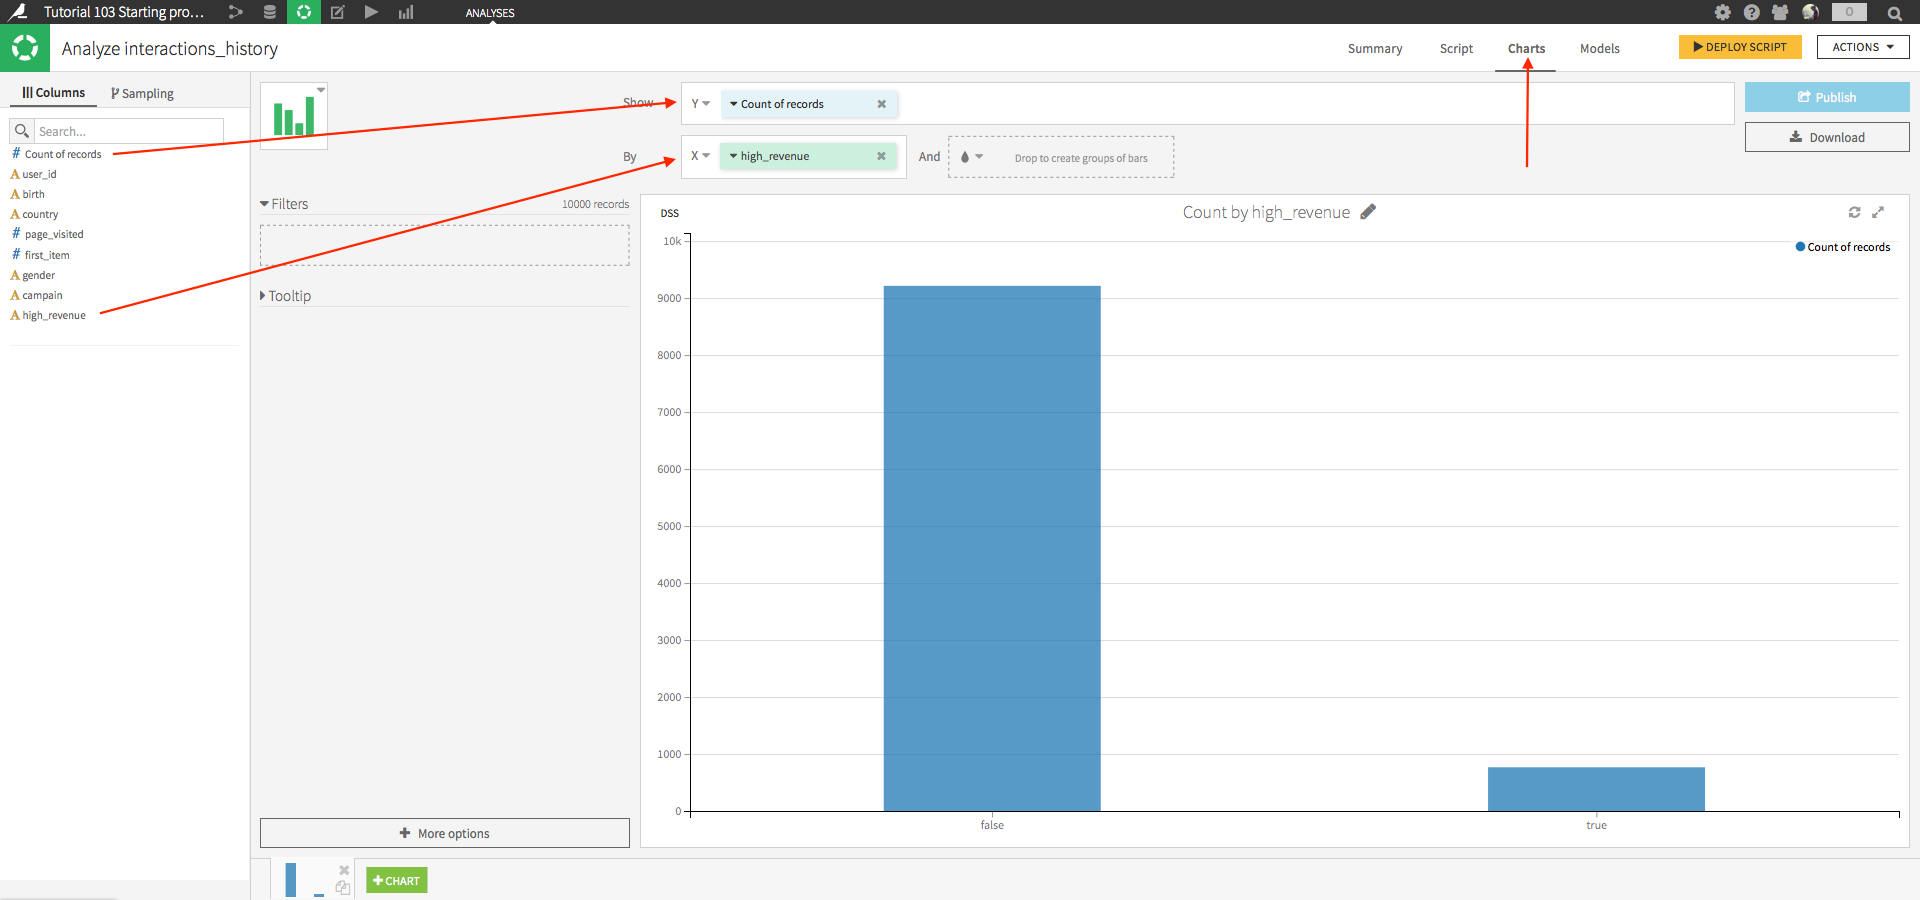 Tutorial 103 Starting pro...
ANALYSES
0
Analyze interactions_history
Summary
Script
Charts
Models
DEPLOY SCRIPT
ACTIONS
Columns
Sampling
Search...
# Count of records
A user_id
A birth
A country
# page_visited
# first_item
A gender
A campain
A high_revenue
Show
Y
Count of records
By
X
high_revenue
And
Drop to create groups of bars
Publish
Download
Filters
10000 records
Tooltip
+ More options
DSS
Count by high_revenue
Count of records
10k
9000
8000
7000
6000
5000
4000
3000
2000
1000
0
false
true
+ CHART